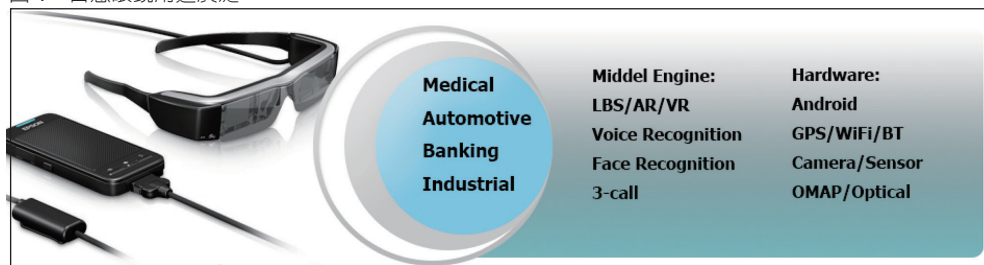 EPSON
Medical
Automotive
Banking
Industrial
Middel Engine:
LBS/AR/VR
Voice Recognition
Face Recognition
3-call
Hardware:
Android
GPS/WiFi/BT
Camera/Sensor
OMAP/Optical